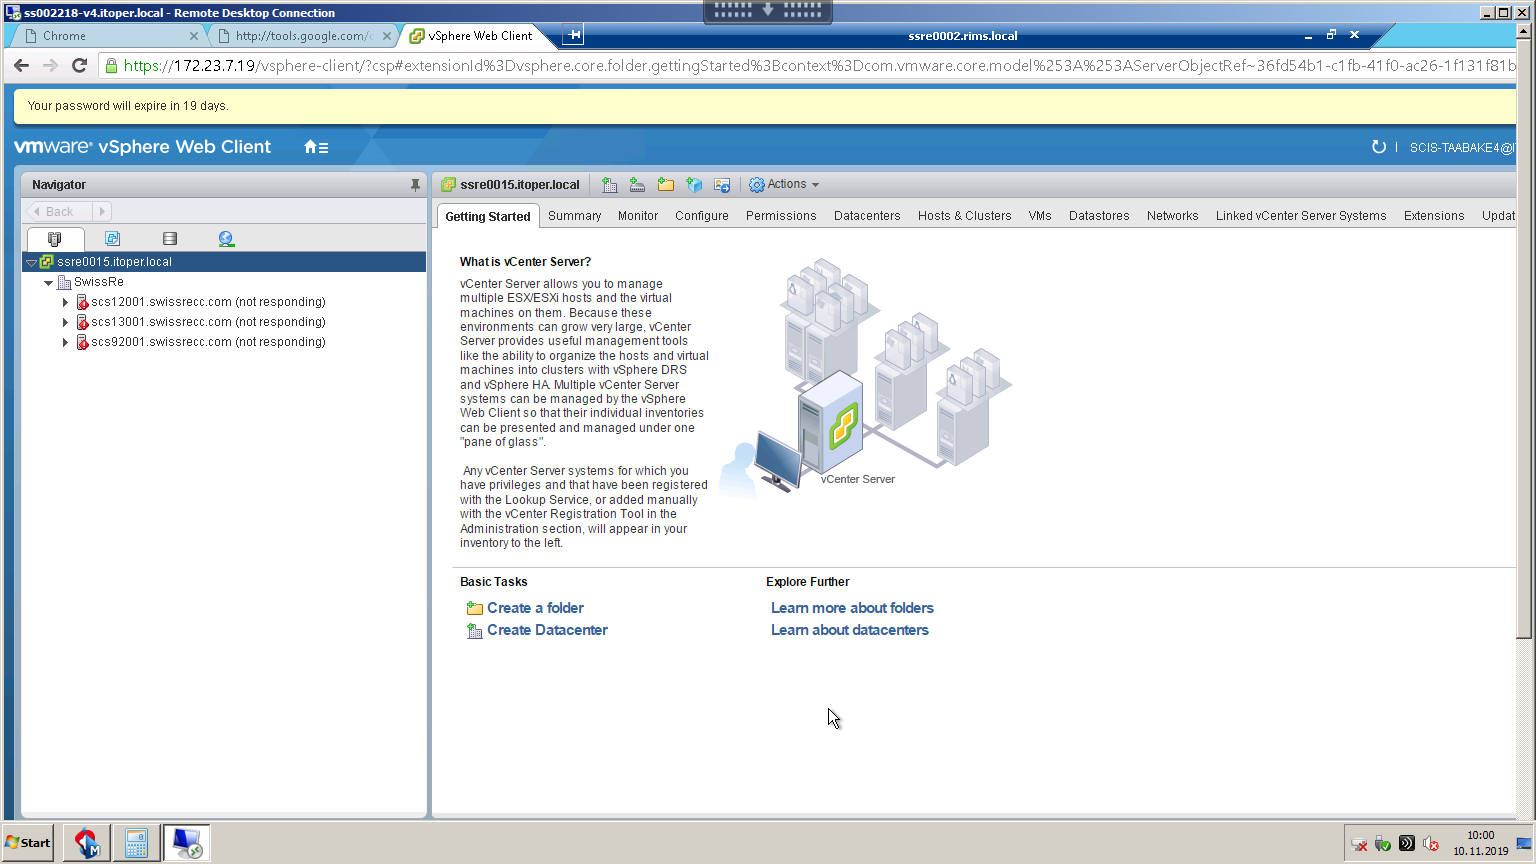 ss002218-v4.itoper.local - Remote Desktop Connection
Chrome
http://tools.google.com/c
vSphere Web Client
ssre0002.rims.local
https://172.23.7.19/vsphere-client/?csp#extensionId%3Dvsphere.core.folder.gettingStarted%3Bcontext%3Dcom.vmware.core.model%253A%253AServerObjectRef~36fd54b1-c1fb-41f0-ac26-1f131f81b
Your password will expire in 19 days.
vmware® vSphere Web Client
SCIS-TAABAKE4@I
Navigator
Back
ssre0015.itoper.local
SwissRe
scs12001.swissrecc.com (not responding)
scs13001.swissrecc.com (not responding)
scs92001.swissrecc.com (not responding)
ssre0015.itoper.local
Actions
Getting Started
Summary
Monitor
Configure
Permissions
Datacenters
Hosts & Clusters
VMs
Datastores
Networks
Linked vCenter Server Systems
Extensions
Updat
What is vCenter Server?
vCenter Server allows you to manage
multiple ESX/ESXi hosts and the virtual
machines on them. Because these
environments can grow very large, vCenter
Server provides useful management tools
like the ability to organize the hosts and virtual
machines into clusters with vSphere DRS
and vSphere HA. Multiple vCenter Server
systems can be managed by the vSphere
Web Client so that their individual inventories
can be presented and managed under one
"pane of glass".
Any vCenter Server systems for which you
have privileges and that have been registered
with the Lookup Service, or added manually
with the vCenter Registration Tool in the
Administration section, will appear in your
inventory to the left.
vCenter Server
Basic Tasks
Create a folder
Create Datacenter
Explore Further
Learn more about folders
Learn about datacenters
Start
10:00
10.11.2019